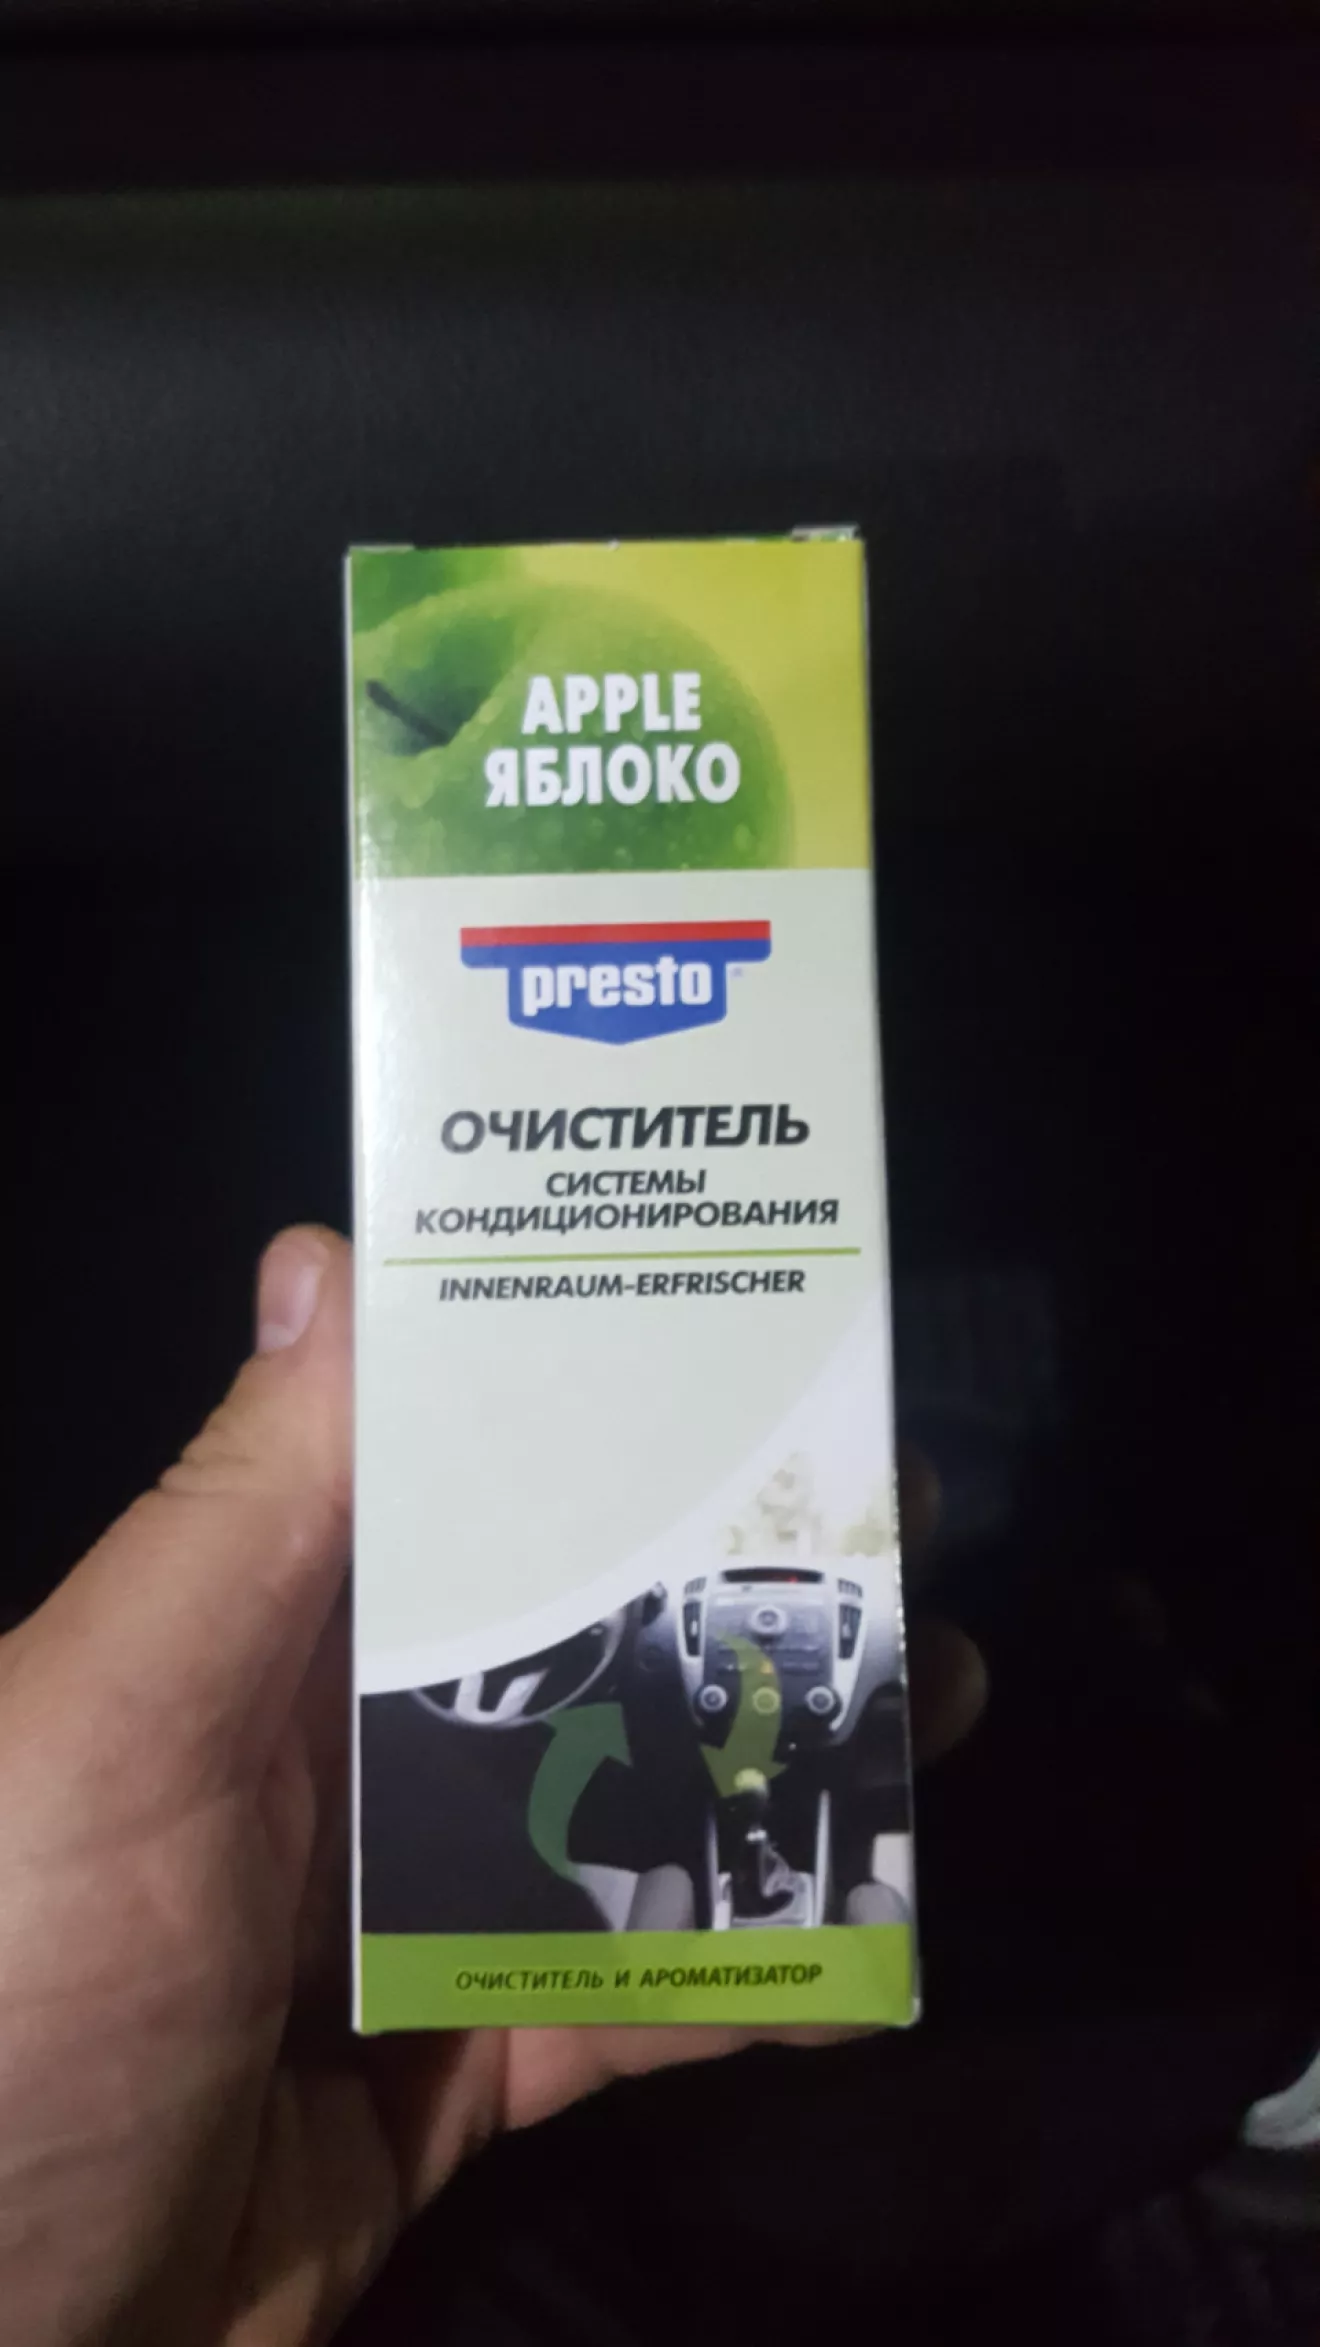 APPLE
ЯБЛОКО
presto
ОЧИСТИТЕЛЬ
СИСТЕМЫ
КОНДИЦИОНИРОВАНИЯ
INNENRAUM-ERFRISCHER
ОЧИСТИТЕЛЬ И АРОМАТИЗАТОР